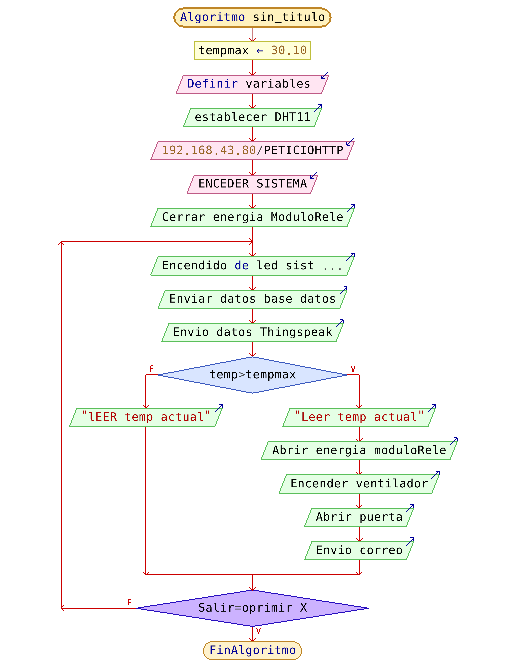 Algoritmo sin_titulo
tempmax ← 30.10
Definir variables
establecer DHT11
192.168.43.80/PETICIOHTTP
ENCEDER SISTEMA
Cerrar energia ModuloRele
Encendido de led sist ...
Enviar datos base datos
Envio datos Thingspeak
temp>tempmax
F
V
"lEER temp actual"
"Leer temp actual"
Abrir energia moduloRele
Encender ventilador
Abrir puerta
Envio correo
Salir=oprimir X
F
V
FinAlgoritmo